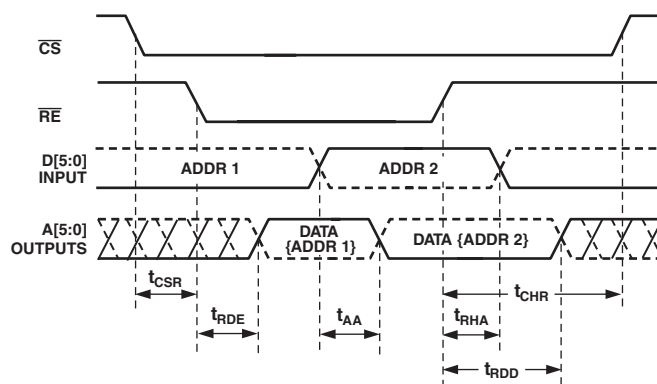 CS
RE
D[5:0]
INPUT
ADDR 1
ADDR 2
A[5:0]
OUTPUTS
DATA
{ADDR 1}
DATA {ADDR 2}
tCSR
tCHR
tRDE
tAA
tRHA
tRDD